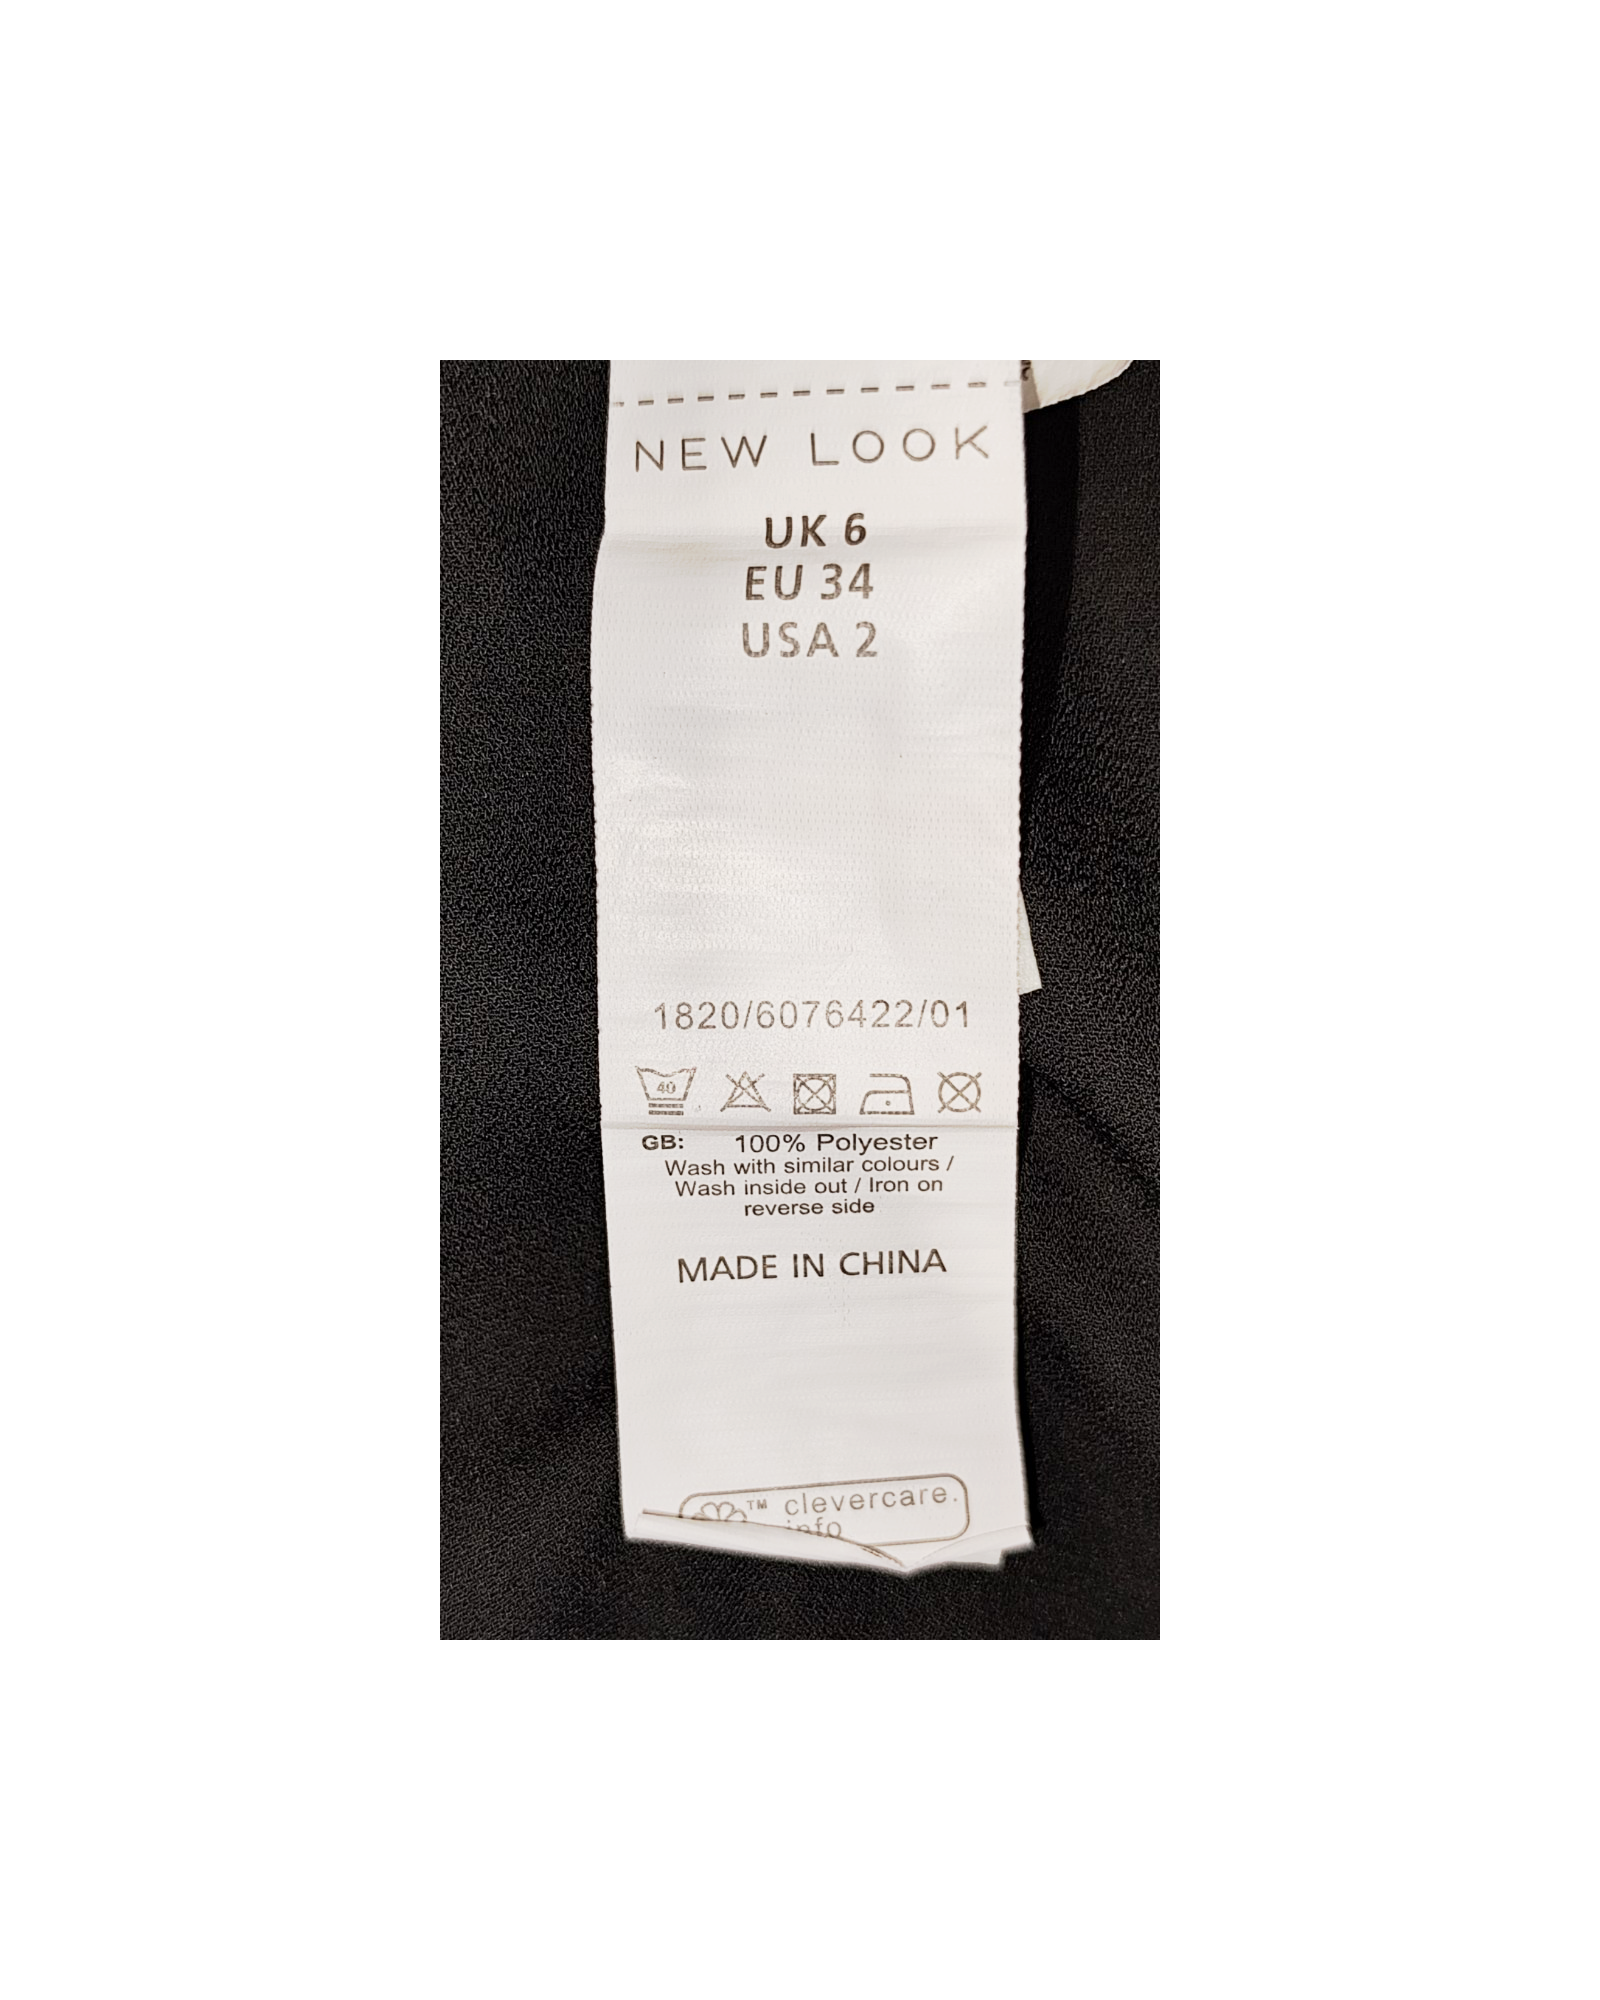 NEW LOOK
UK 6
EU 34
USA 2
1820/6076422/01
40
GB: 100% Polyester
Wash with similar colours /
Wash inside out / Iron on
reverse side
MADE IN CHINA
™ clevercare.
info